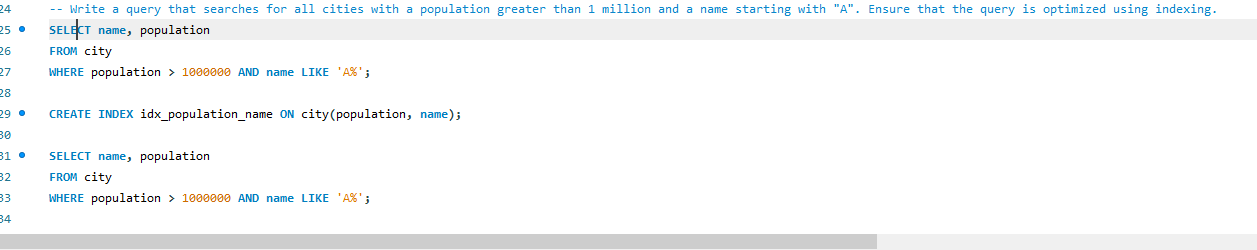 24 -- Write a query that searches for all cities with a population greater than 1 million and a name starting with "A". Ensure that the query is optimized using indexing.
25 SELECT name, population
26 FROM city
27 WHERE population > 1000000 AND name LIKE 'A%';
28
29 CREATE INDEX idx_population_name ON city(population, name);
30
31 SELECT name, population
32 FROM city
33 WHERE population > 1000000 AND name LIKE 'A%';
34